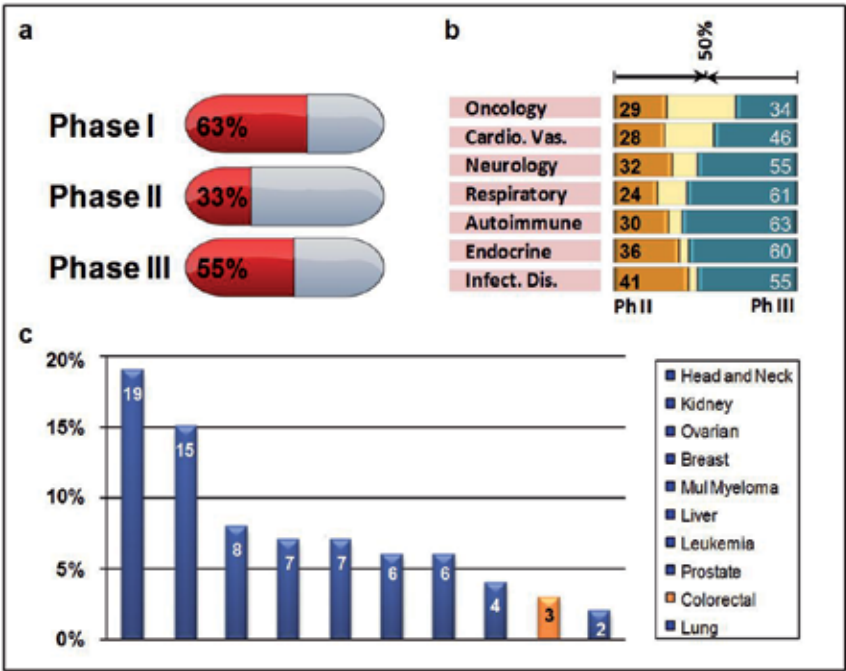 a
Phase I
63%
Phase II
33%
Phase III
55%
b
50%
Oncology 29 34
Cardio. Vas. 28 46
Neurology 32 55
Respiratory 24 61
Autoimmune 30 63
Endocrine 36 60
Infect. Dis. 41 55
Ph II Ph III
c
20%
15%
10%
5%
0%
19
15
8
7
7
6
6
4
3
2
Head and Neck
Kidney
Ovarian
Breast
Mul Myeloma
Liver
Leukemia
Prostate
Colorectal
Lung